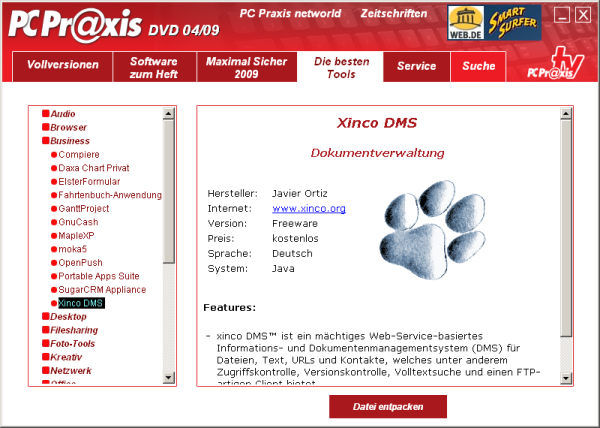 PC Pr@xis DVD 04/09
PC Praxis networld Zeitschriften
WEB.DE
SMART SURFER
Vollversionen
Software
zum Heft
Maximal Sicher
2009
Die besten
Tools
Service
Suche
PC Pr@xis tv
Audio
Browser
Business
Compiere
Daxa Chart Privat
ElsterFormular
Fahrtenbuch-Anwendung
GanttProject
GnuCash
MapleXP
moka5
OpenPush
Portable Apps Suite
SugarCRM Appliance
Xinco DMS
Desktop
Filesharing
Foto-Tools
Kreativ
Netzwerk
Office
Xinco DMS
Dokumentverwaltung
Hersteller: Javier Ortiz
Internet: www.xinco.org
Version: Freeware
Preis: kostenlos
Sprache: Deutsch
System: Java
Features:
- xinco DMS™ ist ein mächtiges Web-Service-basiertes
Informations- und Dokumentenmanagementsystem (DMS) für
Dateien, Text, URLs und Kontakte, welches unter anderem
Zugriffskontrolle, Versionskontrolle, Volltextsuche und einen FTP-
artigen Client bietet
Datei entpacken